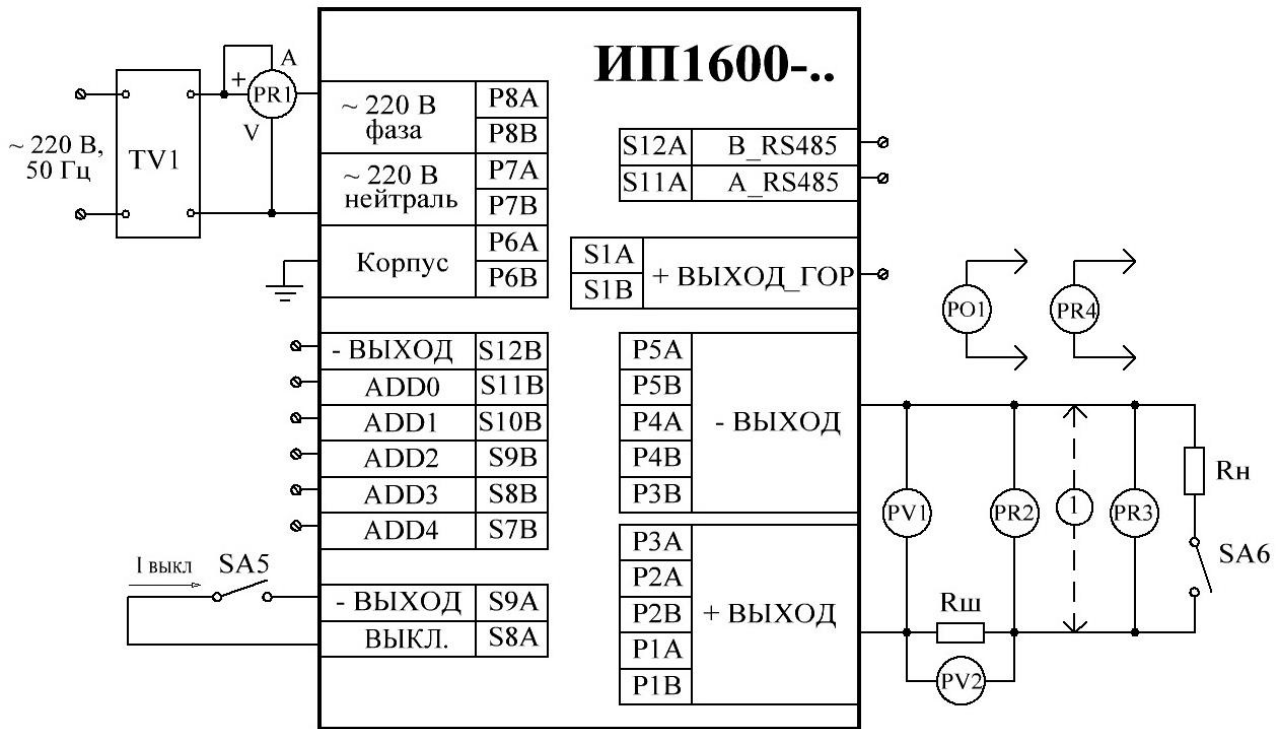 ИП1600-..
A
+
PR1
V
~ 220 В,
50 Гц
TV1
~ 220 В
фаза
P8A
P8B
~ 220 В
нейтраль
P7A
P7B
Корпус
P6A
P6B
S12A B_RS485
S11A A_RS485
S1A
S1B
+ ВЫХОД_ГОР
PO1
PR4
- ВЫХОД S12B
ADD0 S11B
ADD1 S10B
ADD2 S9B
ADD3 S8B
ADD4 S7B
I выкл
SA5
- ВЫХОД S9A
ВЫКЛ. S8A
P5A
P5B
P4A
P4B
P3B
- ВЫХОД
P3A
P2A
P2B
P1A
P1B
+ ВЫХОД
PV1
PR2
1
PR3
Rн
SA6
Rш
PV2